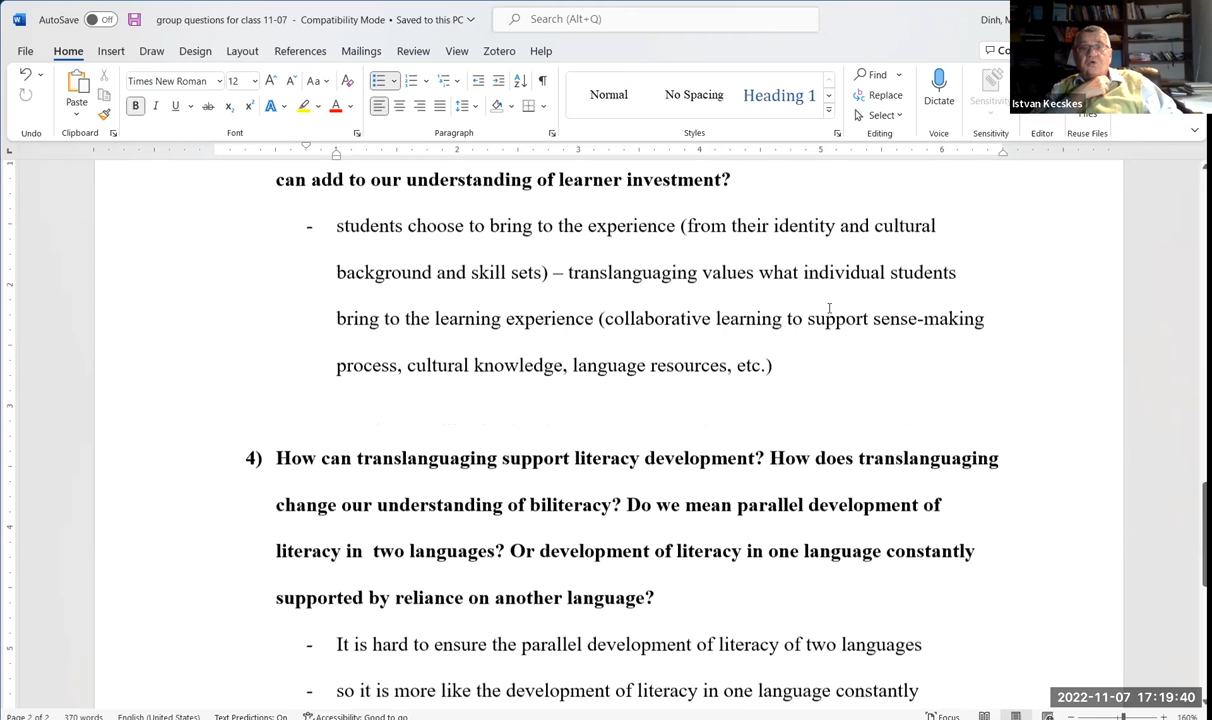 AutoSave Off group questions for class 11-07 - Compatibility Mode • Saved to this PC Search (Alt+Q) Dinh,
File Home Insert Draw Design Layout References Mailings Review View Zotero Help
Times New Roman 12 Aa Find
Paste Normal No Spacing Heading 1 Replace Dictate
B I U ab x₂ x² A A Select Istvan Kecskes
Undo Clipboard Font Paragraph Styles Editing Voice Sensitivity Editor Reuse Files
2 3 4 5 6
can add to our understanding of learner investment?
- students choose to bring to the experience (from their identity and cultural
background and skill sets) – translanguaging values what individual students
bring to the learning experience (collaborative learning to support sense-making
process, cultural knowledge, language resources, etc.)
4) How can translanguaging support literacy development? How does translanguaging
change our understanding of biliteracy? Do we mean parallel development of
literacy in two languages? Or development of literacy in one language constantly
supported by reliance on another language?
- It is hard to ensure the parallel development of literacy of two languages
- so it is more like the development of literacy in one language constantly
2022-11-07 17:19:40
Page 2 of 2 370 words English (United States) Text Predictions: On Accessibility: Good to go Focus 160%